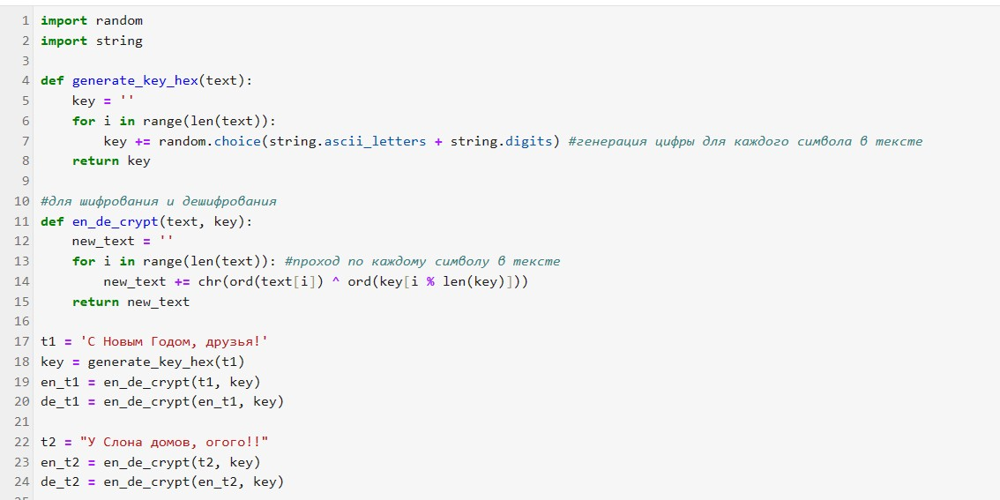 1 import random
2 import string
3
4 def generate_key_hex(text):
5     key = ''
6     for i in range(len(text)):
7         key += random.choice(string.ascii_letters + string.digits) #генерация цифры для каждого символа в тексте
8     return key
9
10 #для шифрования и дешифрования
11 def en_de_crypt(text, key):
12     new_text = ''
13     for i in range(len(text)): #проход по каждому символу в тексте
14         new_text += chr(ord(text[i]) ^ ord(key[i % len(key)]))
15     return new_text
16
17 t1 = 'С Новым Годом, друзья!'
18 key = generate_key_hex(t1)
19 en_t1 = en_de_crypt(t1, key)
20 de_t1 = en_de_crypt(en_t1, key)
21
22 t2 = "У Слона домов, огого!!"
23 en_t2 = en_de_crypt(t2, key)
24 de_t2 = en_de_crypt(en_t2, key)